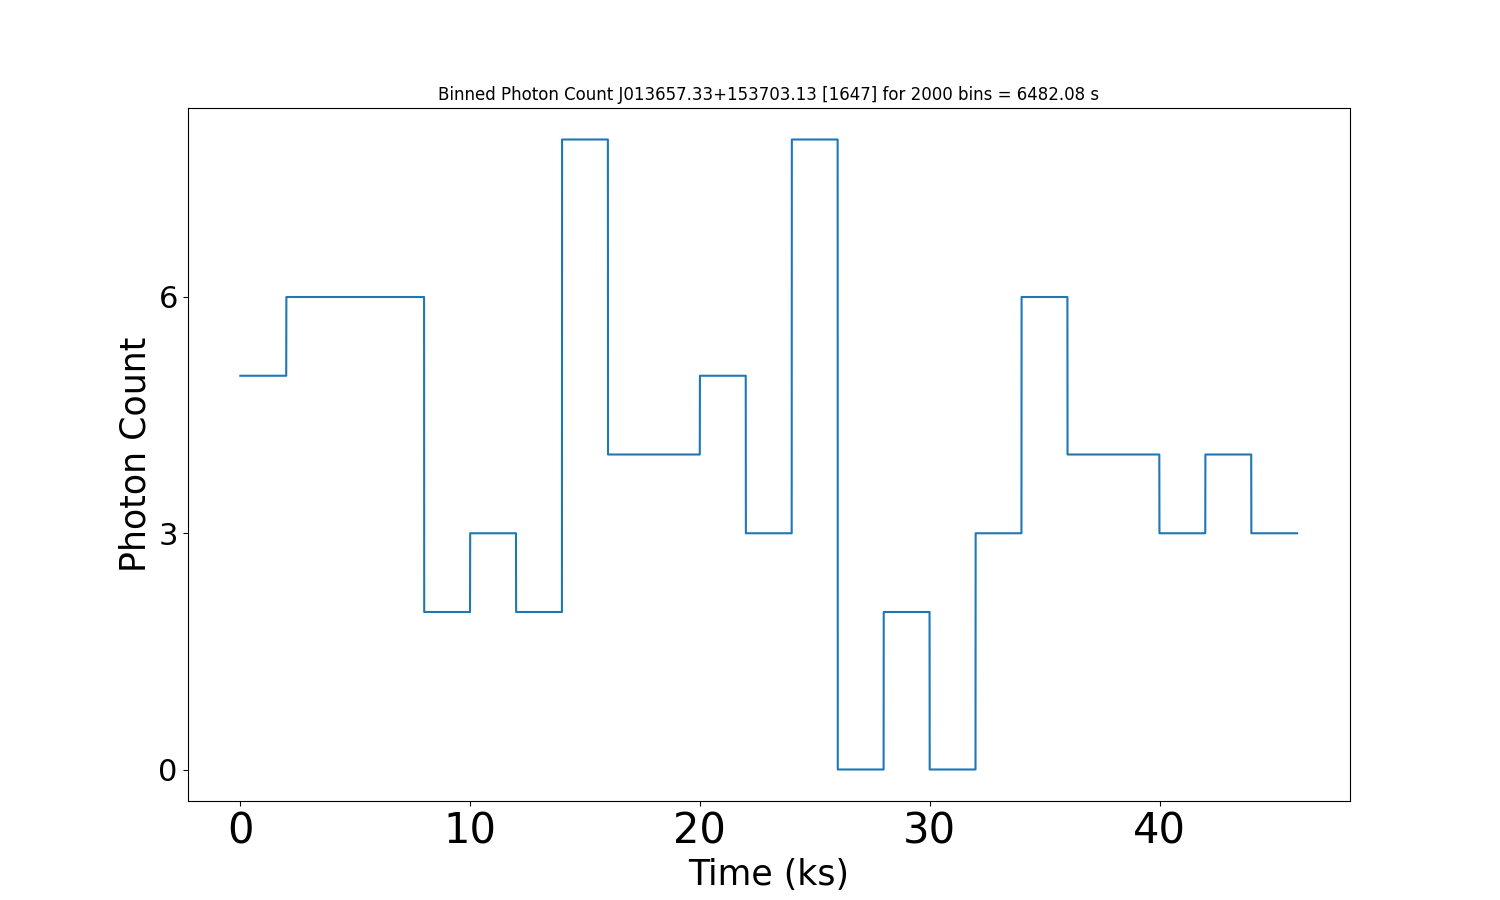 Binned Photon Count J013657.33+153703.13 [1647] for 2000 bins = 6482.08 s
Photon Count
6
3
0
0 10 20 30 40
Time (ks)